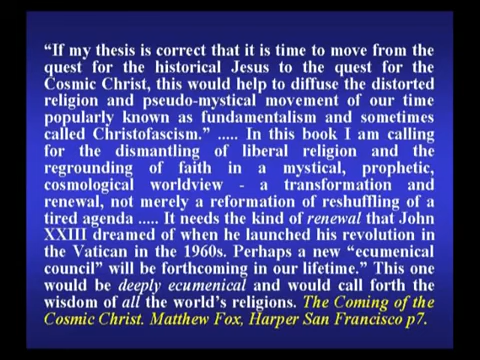 “If my thesis is correct that it is time to move from the
quest for the historical Jesus to the quest for the
Cosmic Christ, this would help to diffuse the distorted
religion and pseudo-mystical movement of our time
popularly known as fundamentalism and sometimes
called Christofascism.” ..... In this book I am calling
for the dismantling of liberal religion and the
regrounding of faith in a mystical, prophetic,
cosmological worldview - a transformation and
renewal, not merely a reformation of reshuffling of a
tired agenda ..... It needs the kind of renewal that John
XXIII dreamed of when he launched his revolution in
the Vatican in the 1960s. Perhaps a new “ecumenical
council” will be forthcoming in our lifetime.” This one
would be deeply ecumenical and would call forth the
wisdom of all the world’s religions. The Coming of the
Cosmic Christ. Matthew Fox, Harper San Francisco p7.